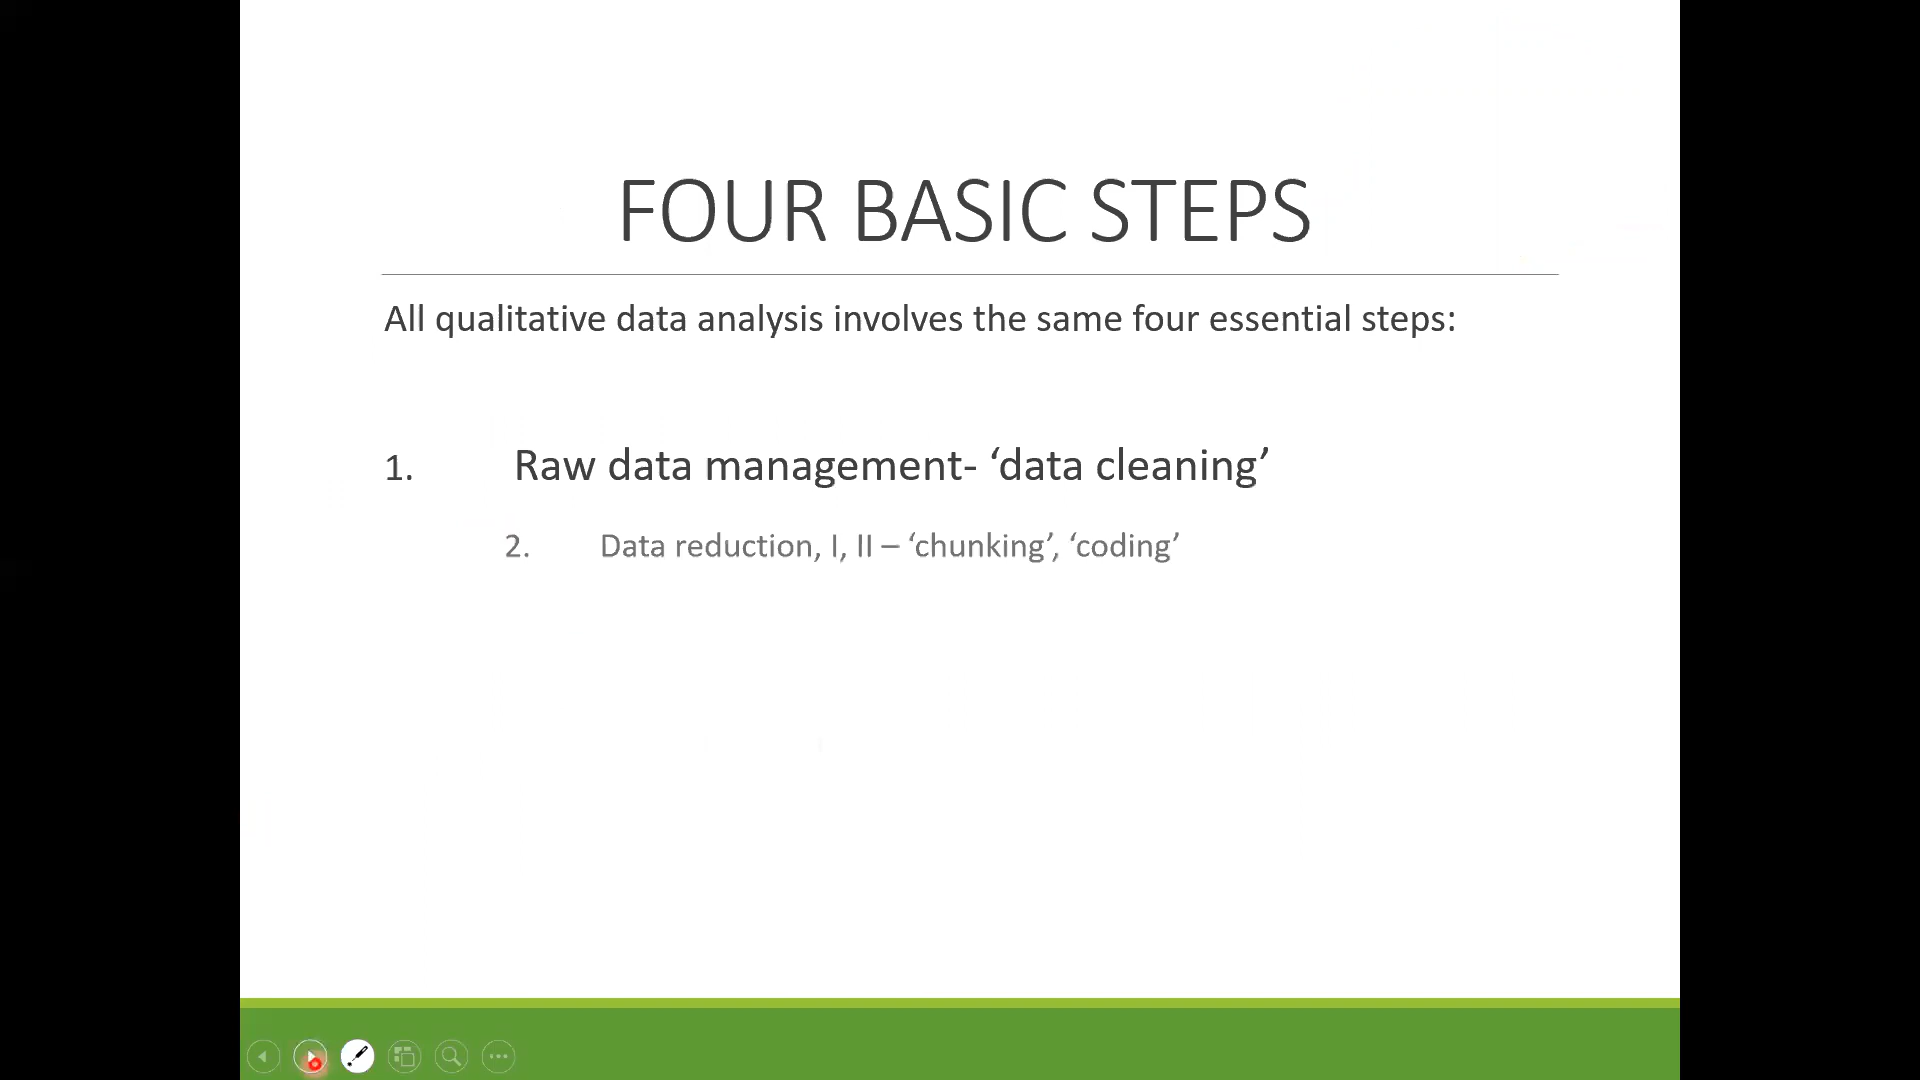 FOUR BASIC STEPS
All qualitative data analysis involves the same four essential steps:
1. Raw data management- ‘data cleaning’
2. Data reduction, I, II – ‘chunking’, ‘coding’